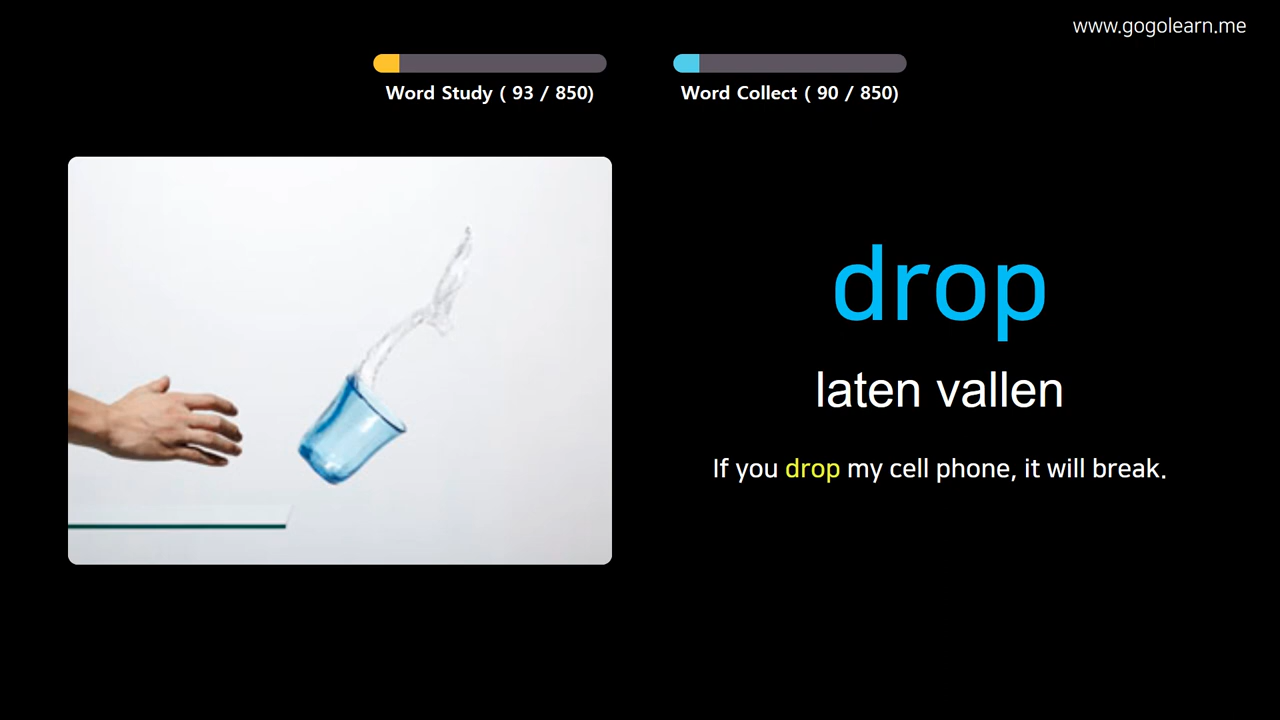 www.gogolearn.me
Word Study ( 93 / 850)
Word Collect ( 90 / 850)
drop
laten vallen
If you drop my cell phone, it will break.